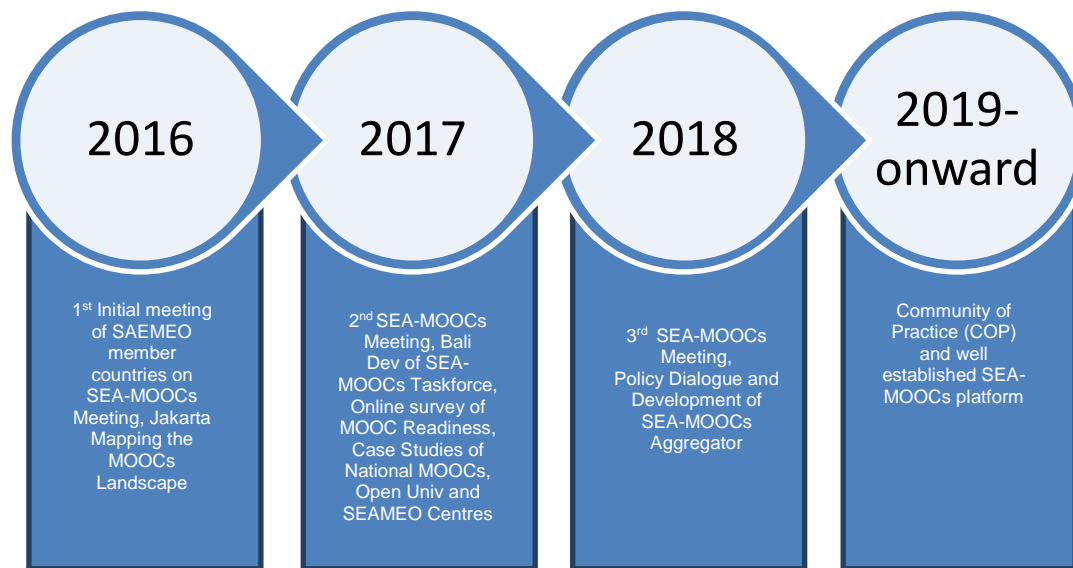 2016
1st Initial meeting
of SAEMEO
member
countries on
SEA-MOOCs
Meeting, Jakarta
Mapping the
MOOCs
Landscape
2017
2nd SEA-MOOCs
Meeting, Bali
Dev of SEA-
MOOCs Taskforce,
Online survey of
MOOC Readiness,
Case Studies of
National MOOCs,
Open Univ and
SEAMEO Centres
2018
3rd SEA-MOOCs
Meeting,
Policy Dialogue and
Development of
SEA-MOOCs
Aggregator
2019-
onward
Community of
Practice (COP)
and well
established SEA-
MOOCs platform